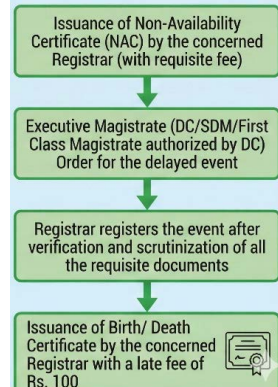 Issuance of Non-Availability
Certificate (NAC) by the concerned
Registrar (with requisite fee)
Executive Magistrate (DC/SDM/First
Class Magistrate authorized by DC)
Order for the delayed event
Registrar registers the event after
verification and scrutinization of all
the requisite documents
Issuance of Birth/ Death
Certificate by the concerned
Registrar with a late fee of
Rs. 100